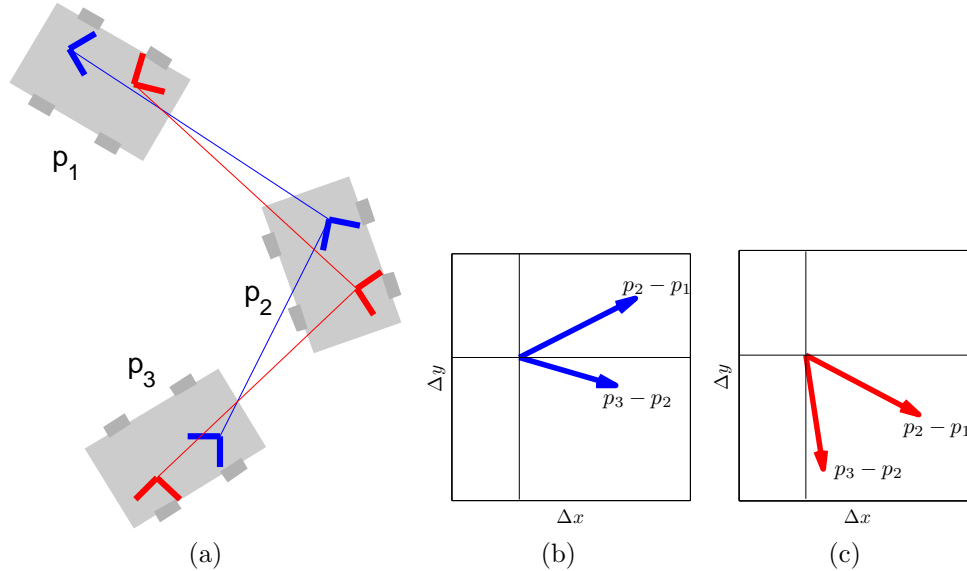 p₁
p₂
p₃
p₂ − p₁
p₃ − p₂
Δy
Δx
p₂ − p₁
p₃ − p₂
Δy
Δx
(a)
(b)
(c)